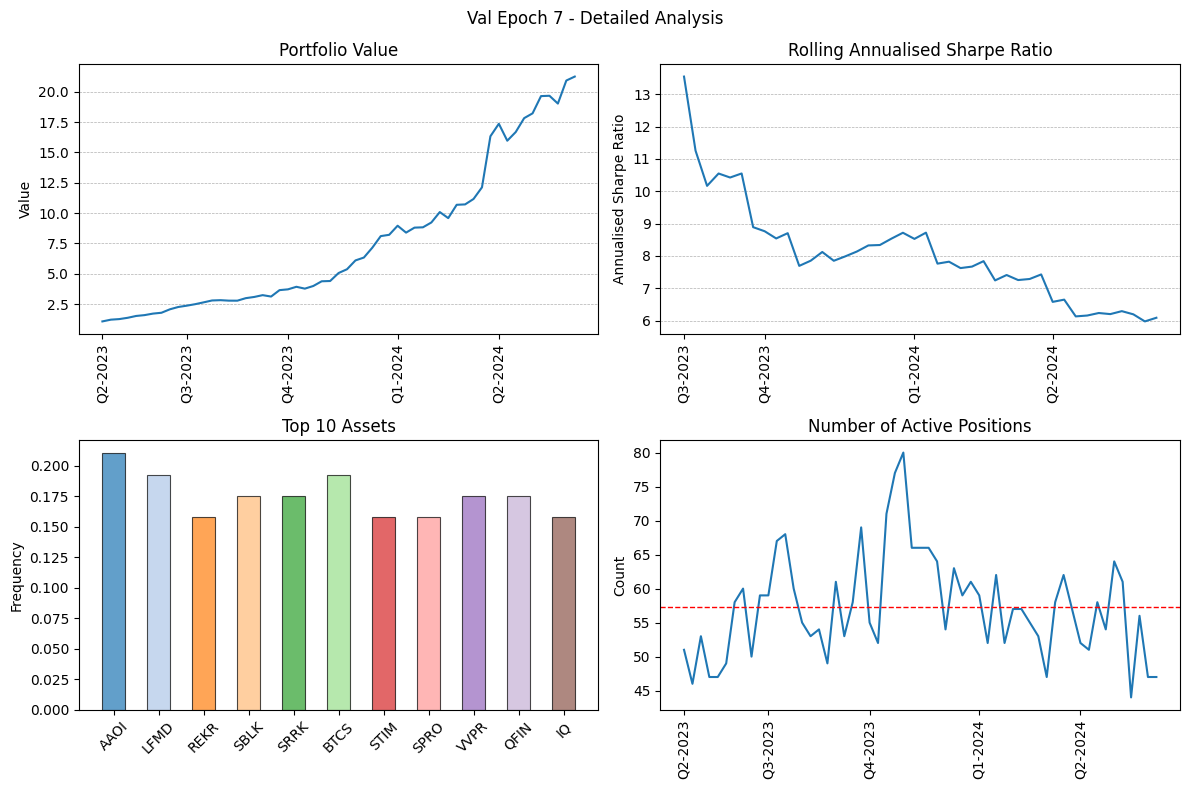 Val Epoch 7 - Detailed Analysis
Portfolio Value
Value
20.0
17.5
15.0
12.5
10.0
7.5
5.0
2.5
Q2-2023
Q3-2023
Q4-2023
Q1-2024
Q2-2024
Rolling Annualised Sharpe Ratio
Annualised Sharpe Ratio
13
12
11
10
9
8
7
6
Q3-2023
Q4-2023
Q1-2024
Q2-2024
Top 10 Assets
Frequency
0.200
0.175
0.150
0.125
0.100
0.075
0.050
0.025
0.000
AAOI
LFMD
REKR
SBLK
SRRK
BTCS
STIM
SPRO
VVPR
QFIN
IQ
Number of Active Positions
Count
80
75
70
65
60
55
50
45
Q2-2023
Q3-2023
Q4-2023
Q1-2024
Q2-2024